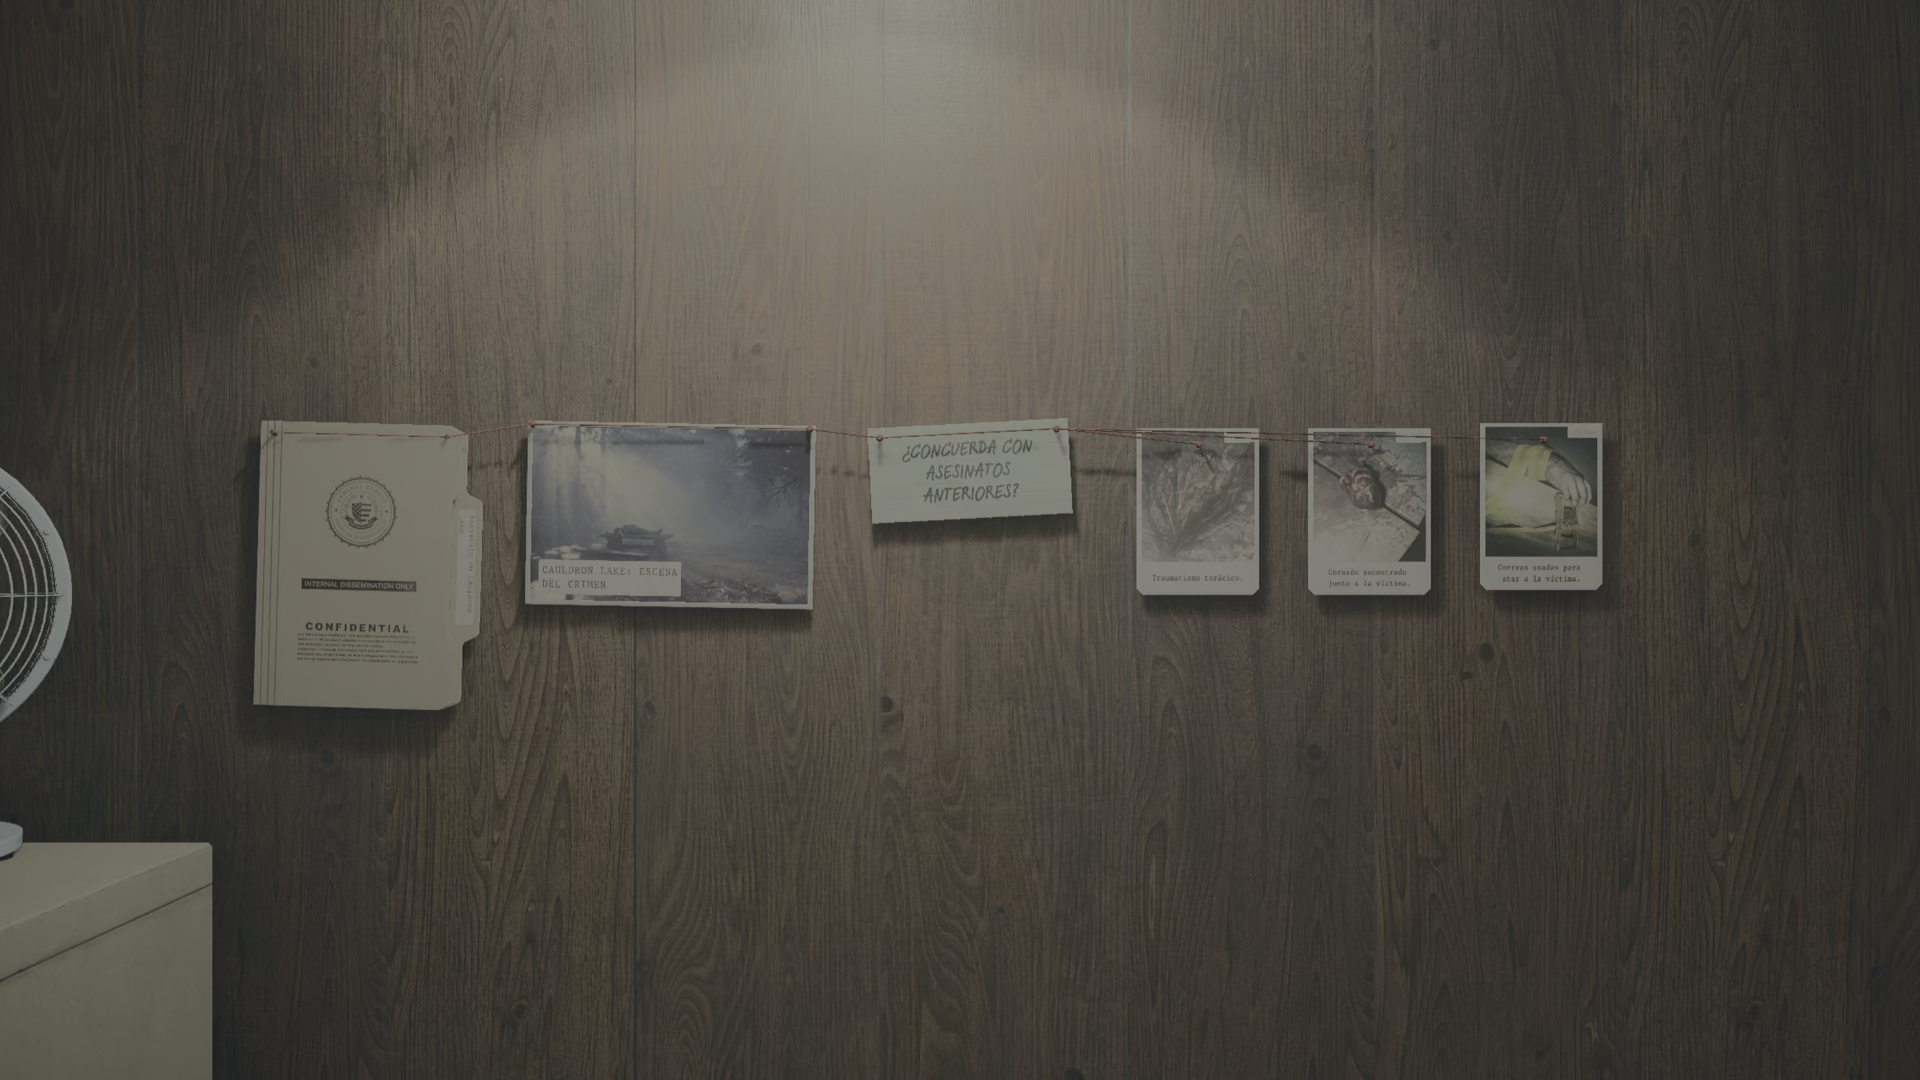 INTERNAL DISSEMINATION ONLY
CONFIDENTIAL
CAULDRON LAKE: ESCENA
DEL CRIMEN
¿CONCUERDA CON
ASESINATOS
ANTERIORES?
Traumatismo torácico.
Corazón encontrado
junto a la víctima.
Correas usadas para
atar a la víctima.